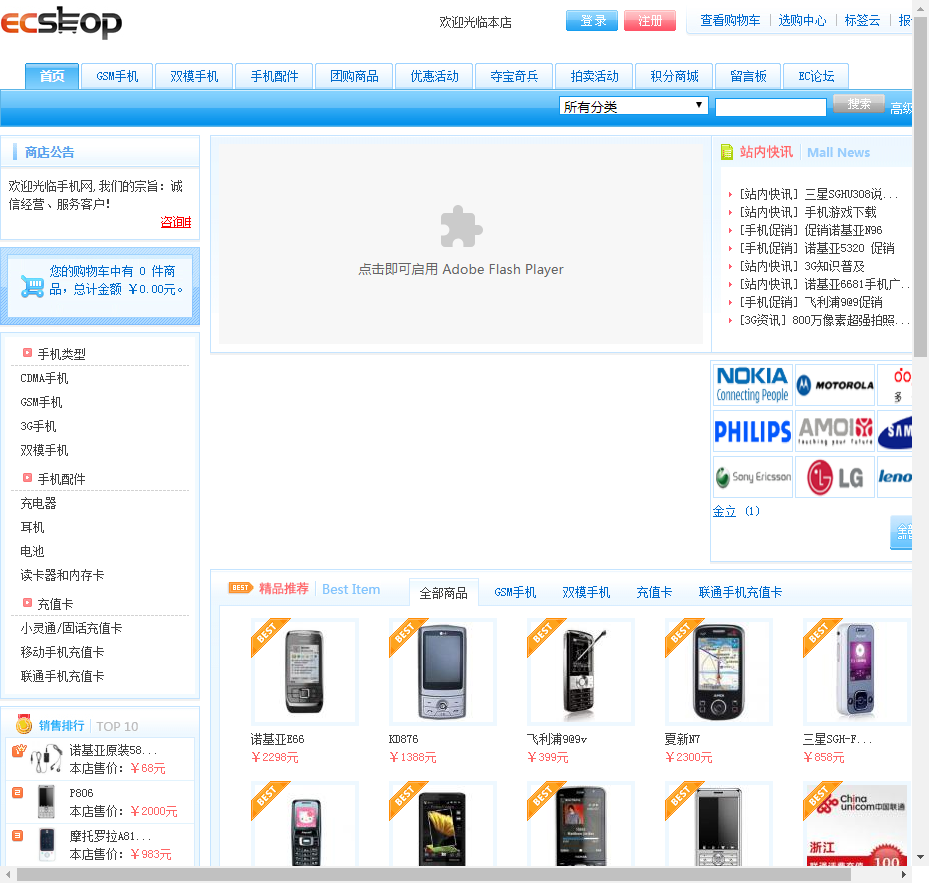 ecshop
欢迎光临本店
登 录
注册
查看购物车 | 选购中心 | 标签云 |
首页
GSM手机
双模手机
手机配件
团购商品
优惠活动
夺宝奇兵
拍卖活动
积分商城
留言板
EC论坛
所有分类
搜索
高级
商店公告
欢迎光临手机网,我们的宗旨：诚
信经营、服务客户！
咨询
您的购物车中有 0 件商
品，总计金额 ￥0.00元。
手机类型
CDMA手机
GSM手机
3G手机
双模手机
手机配件
充电器
耳机
电池
读卡器和内存卡
充值卡
小灵通/固话充值卡
移动手机充值卡
联通手机充值卡
销售排行 | TOP 10
诺基亚原装58...
本店售价：￥68元
2
P806
本店售价：￥2000元
3
摩托罗拉A81...
本店售价：￥983元
点击即可启用 Adobe Flash Player
站内快讯 | Mall News
[站内快讯] 三星SGHU308说...
[站内快讯] 手机游戏下载
[手机促销] 促销诺基亚N96
[手机促销] 诺基亚5320 促销
[站内快讯] 3G知识普及
[站内快讯] 诺基亚6681手机广...
[手机促销] 飞利浦9@9促销
[3G资讯] 800万像素超强拍照...
NOKIA
Connecting People
MOTOROLA
PHILIPS
AMOI
touching your future
SAM
Sony Ericsson
LG
leno
金立 (1)
BEST 精品推荐 | Best Item
全部商品
GSM手机
双模手机
充值卡
联通手机充值卡
BEST
BEST
BEST
BEST
BEST
诺基亚E66
￥2298元
KD876
￥1388元
飞利浦9@9v
￥399元
夏新N7
￥2300元
三星SGH-F...
￥858元
BEST
BEST
BEST
BEST
BEST
China
unicom中国联通
浙江
100